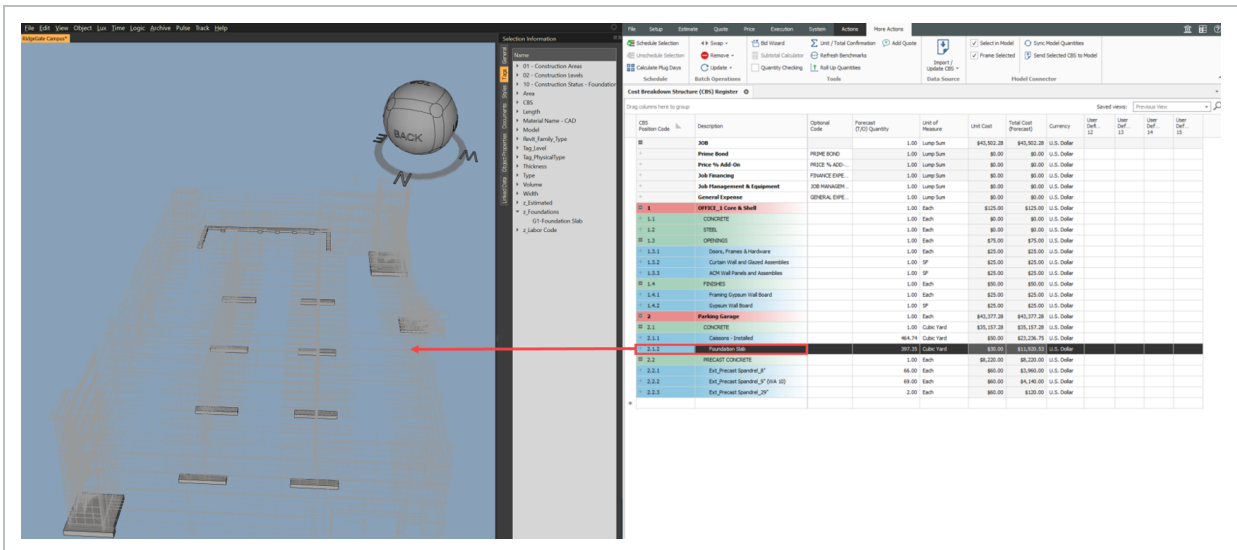 File Edit View Object Lux Time Logic Archive Pulse Track Help
RidgeGate Campus*
BACK
N
M
Selection Information
General
Tags
Styles
Documents
Object Properties
Linked Data
Name
01 - Construction Areas
02 - Construction Levels
10 - Construction Status - Foundation
Area
CBS
Length
Material Name - CAD
Model
Revit_Family_Type
Tag_Level
Tag_PhysicalType
Thickness
Type
Volume
Width
z_Estimated
z_Foundations
G1-Foundation Slab
z_Labor Code
File Setup Estimate Quote Price Execution System Actions More Actions
Schedule Selection
Unschedule Selection
Calculate Plug Days
Schedule
Swap
Remove
Update
Batch Operations
Bid Wizard
Subtotal Calculator
Quantity Checking
Unit / Total Confirmation
Refresh Benchmarks
Roll Up Quantities
Add Quote
Tools
Import /
Update CBS
Data Source
Select in Model
Frame Selected
Sync Model Quantities
Send Selected CBS to Model
Model Connector
Cost Breakdown Structure (CBS) Register
Drag columns here to group
Saved views: Previous View
CBS Position Code Description Optional Code Forecast (T/O) Quantity Unit of Measure Unit Cost Total Cost (Forecast) Currency User Def... 12 User Def... 13 User Def... 14 User Def... 15
JOB 1.00 Lump Sum $43,502.28 $43,502.28 U.S. Dollar
Prime Bond PRIME BOND 1.00 Lump Sum $0.00 $0.00 U.S. Dollar
Price % Add-On PRICE % ADD-... 1.00 Lump Sum $0.00 $0.00 U.S. Dollar
Job Financing FINANCE EXPE... 1.00 Lump Sum $0.00 $0.00 U.S. Dollar
Job Management & Equipment JOB MANAGEM... 1.00 Lump Sum $0.00 $0.00 U.S. Dollar
General Expense GENERAL EXPE... 1.00 Lump Sum $0.00 $0.00 U.S. Dollar
1 OFFICE_1 Core & Shell 1.00 Each $125.00 $125.00 U.S. Dollar
1.1 CONCRETE 1.00 Each $0.00 $0.00 U.S. Dollar
1.2 STEEL 1.00 Each $0.00 $0.00 U.S. Dollar
1.3 OPENINGS 1.00 Each $75.00 $75.00 U.S. Dollar
1.3.1 Doors, Frames & Hardware 1.00 Each $25.00 $25.00 U.S. Dollar
1.3.2 Curtain Wall and Glazed Assemblies 1.00 SF $25.00 $25.00 U.S. Dollar
1.3.3 ACM Wall Panels and Assemblies 1.00 SF $25.00 $25.00 U.S. Dollar
1.4 FINISHES 1.00 Each $50.00 $50.00 U.S. Dollar
1.4.1 Framing Gypsum Wall Board 1.00 Each $25.00 $25.00 U.S. Dollar
1.4.2 Gypsum Wall Board 1.00 SF $25.00 $25.00 U.S. Dollar
2 Parking Garage 1.00 Each $43,377.28 $43,377.28 U.S. Dollar
2.1 CONCRETE 1.00 Cubic Yard $35,157.28 $35,157.28 U.S. Dollar
2.1.1 Caissons - Installed 464.74 Cubic Yard $50.00 $23,236.75 U.S. Dollar
2.1.2 Foundation Slab 397.35 Cubic Yard $30.00 $11,920.53 U.S. Dollar
2.2 PRECAST CONCRETE 1.00 Each $8,220.00 $8,220.00 U.S. Dollar
2.2.1 Ext_Precast Spandrel_8" 66.00 Each $60.00 $3,960.00 U.S. Dollar
2.2.2 Ext_Precast Spandrel_9" (WA 10) 69.00 Each $60.00 $4,140.00 U.S. Dollar
2.2.3 Ext_Precast Spandrel_29" 2.00 Each $60.00 $120.00 U.S. Dollar